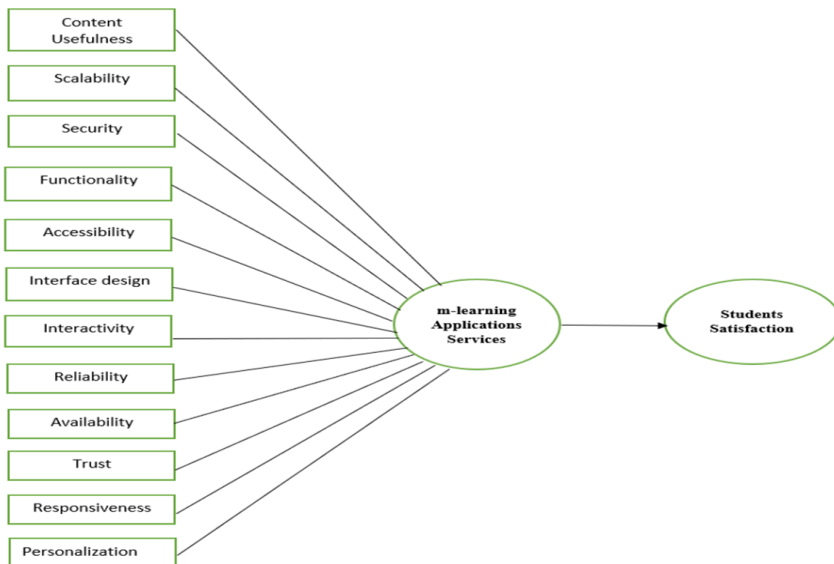 Content
Usefulness
Scalability
Security
Functionality
Accessibility
Interface design
Interactivity
Reliability
Availability
Trust
Responsiveness
Personalization
m-learning
Applications
Services
Students
Satisfaction